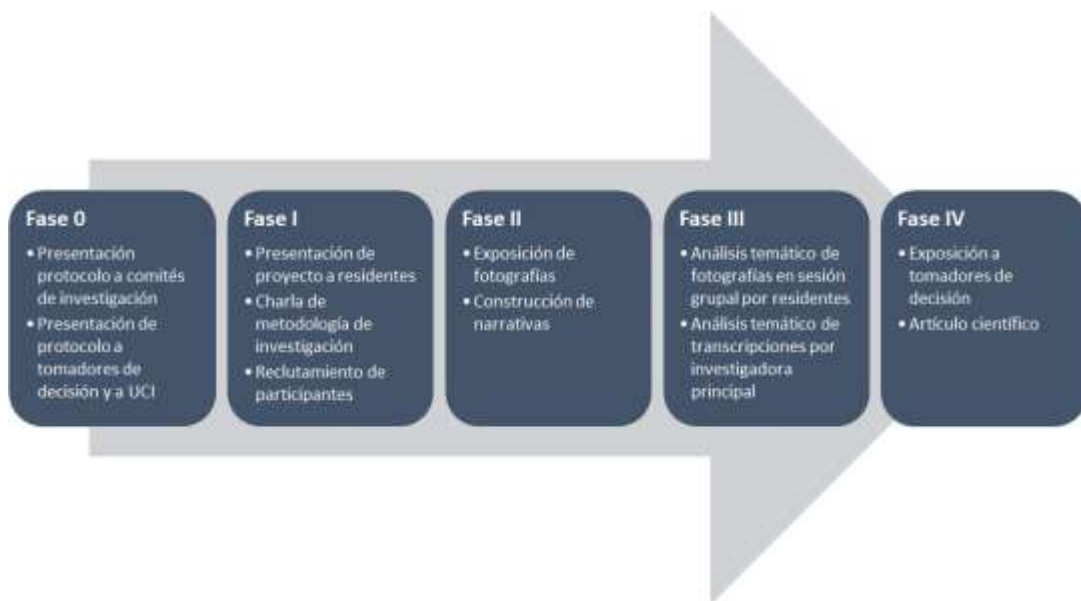 Fase 0
• Presentación
protocolo a comités
de investigación
• Presentación de
protocolo a
tomadores de
decisión y a UCI
Fase I
• Presentación de
proyecto a residentes
• Charla de
metodología de
investigación
• Reclutamiento de
participantes
Fase II
• Exposición de
fotografías
• Construcción de
narrativas
Fase III
• Análisis temático de
fotografías en sesión
grupal por residentes
• Análisis temático de
transcripciones por
investigadora
principal
Fase IV
• Exposición a
tomadores de
decisión
• Artículo científico